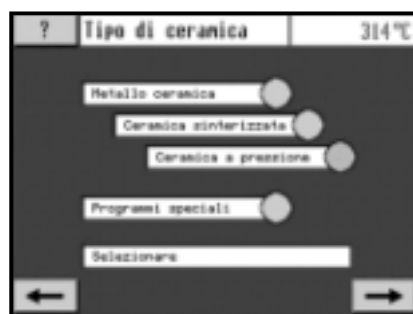 ? Tipo di ceramica 314°C
Metallo ceramica
Ceramica sinterizzata
Ceramica a pressione
Programmi speciali
Selezionare